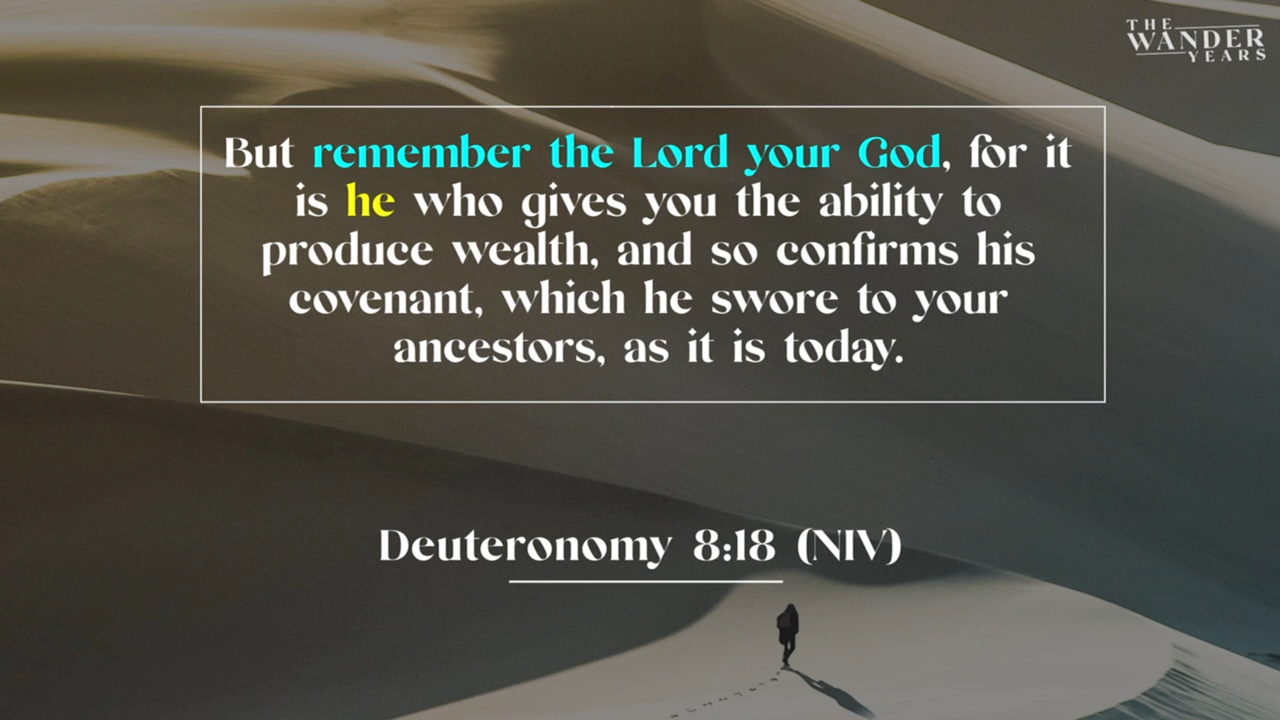 THE
WANDER
YEARS
But remember the Lord your God, for it
is he who gives you the ability to
produce wealth, and so confirms his
covenant, which he swore to your
ancestors, as it is today.
Deuteronomy 8:18 (NIV)